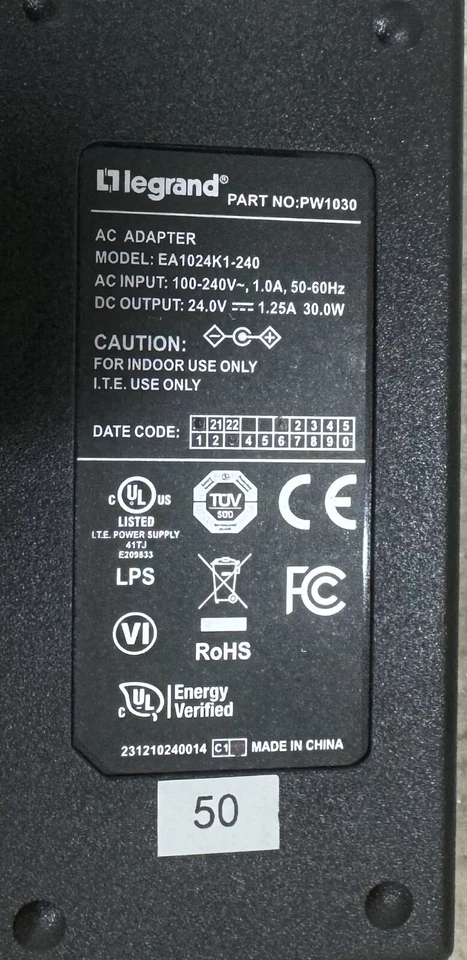 legrand® PART NO:PW1030
AC ADAPTER
MODEL: EA1024K1-240
AC INPUT: 100-240V~, 1.0A, 50-60Hz
DC OUTPUT: 24.0V ⎓ 1.25A 30.0W
CAUTION:
FOR INDOOR USE ONLY
I.T.E. USE ONLY
DATE CODE:
21 22 2 3 4 5
1 2 4 5 6 7 8 9 0
c UL us
LISTED
I.T.E. POWER SUPPLY
41TJ
E209833
LPS
TÜV
SÜD
CE
FC
VI
RoHS
c UL Energy
Verified
231210240014 C1 MADE IN CHINA
50